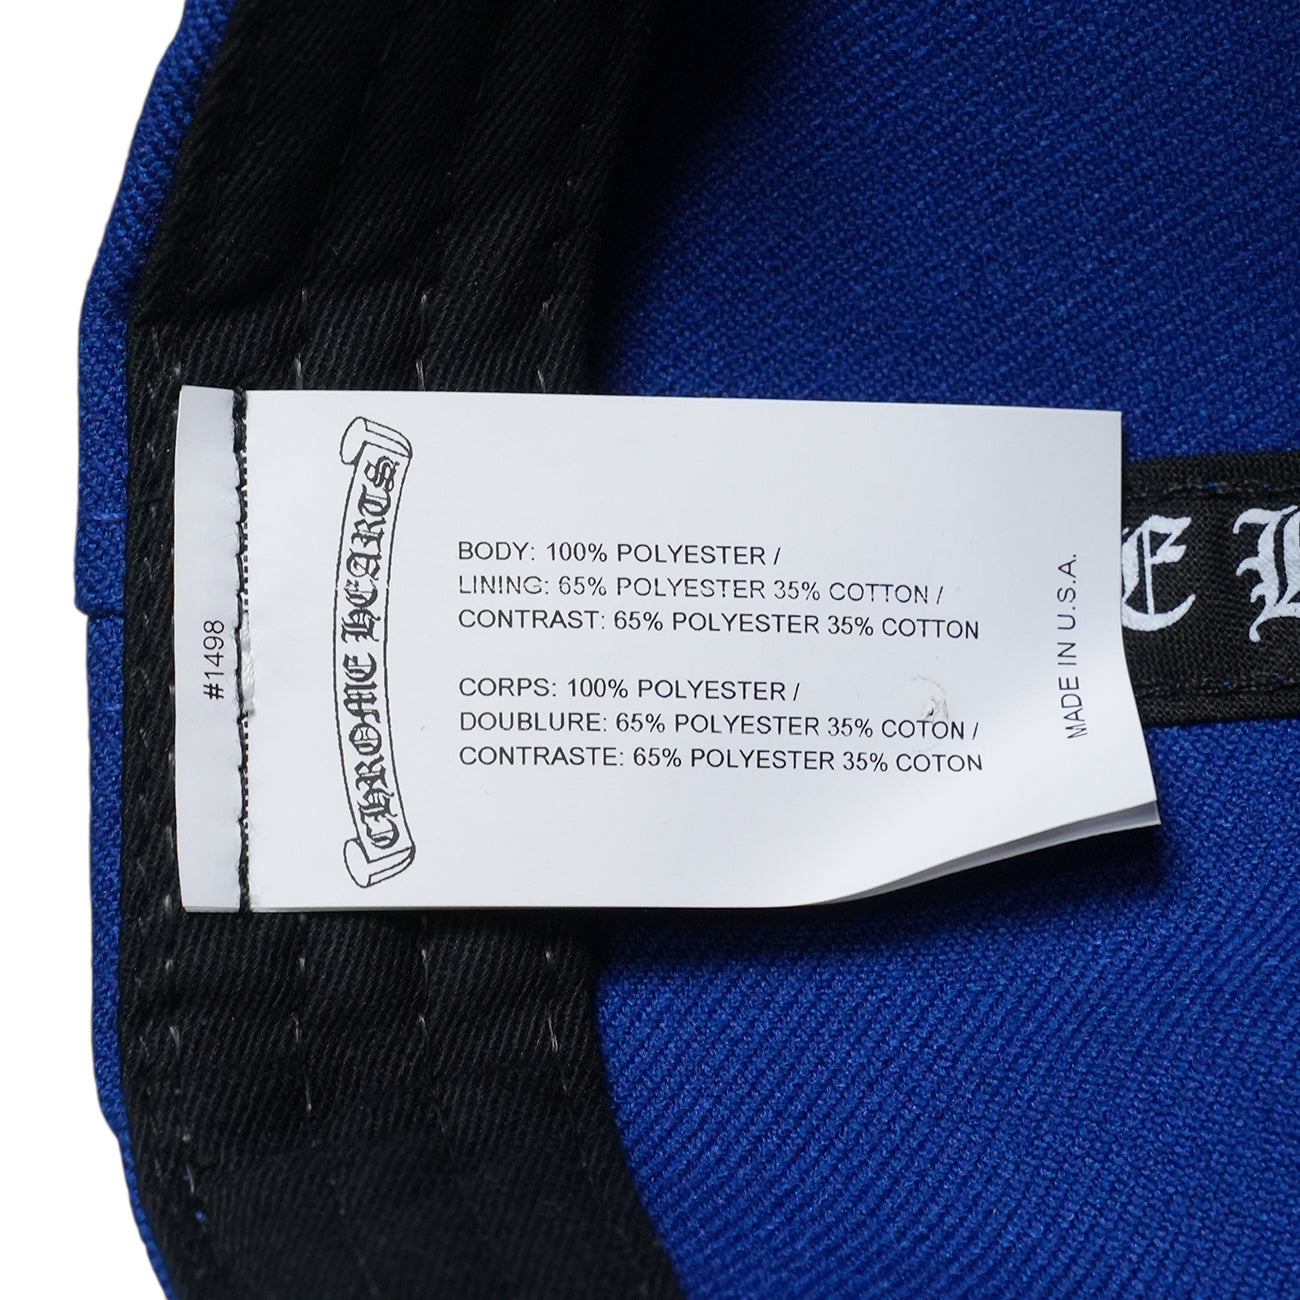 #1498
CHROME HEARTS
BODY: 100% POLYESTER /
LINING: 65% POLYESTER 35% COTTON /
CONTRAST: 65% POLYESTER 35% COTTON
CORPS: 100% POLYESTER /
DOUBLURE: 65% POLYESTER 35% COTON /
CONTRASTE: 65% POLYESTER 35% COTON
MADE IN U.S.A.